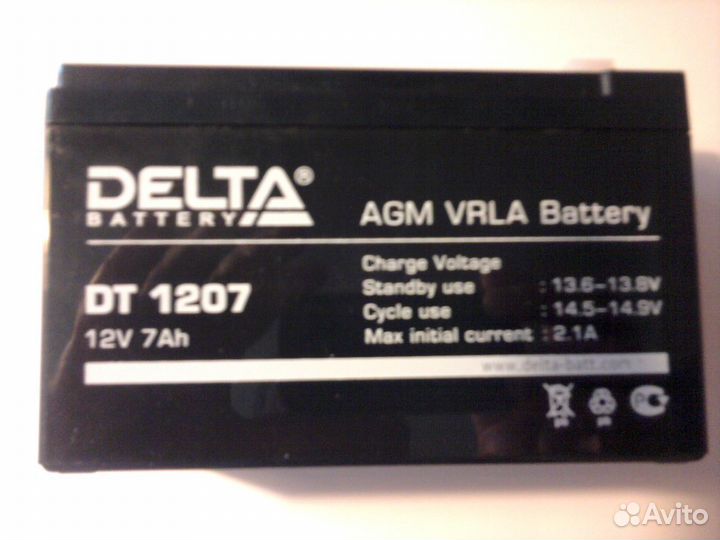 DELTA®
BATTERY
AGM VRLA Battery
DT 1207
12V 7Ah
Charge Voltage
Standby use : 13.6–13.8V
Cycle use : 14.5–14.9V
Max initial current : 2.1A
www.delta-batt.com
Avito